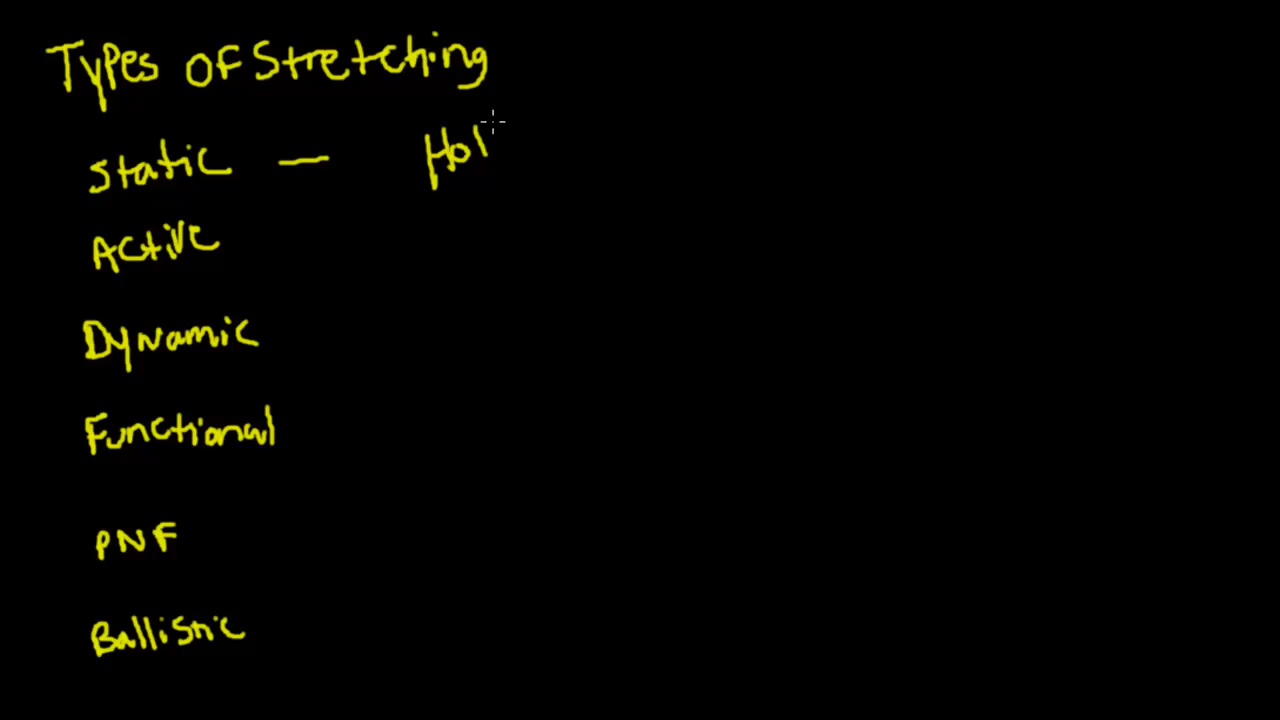 Types of Stretching
Static — Hol
Active
Dynamic
Functional
PNF
Ballistic